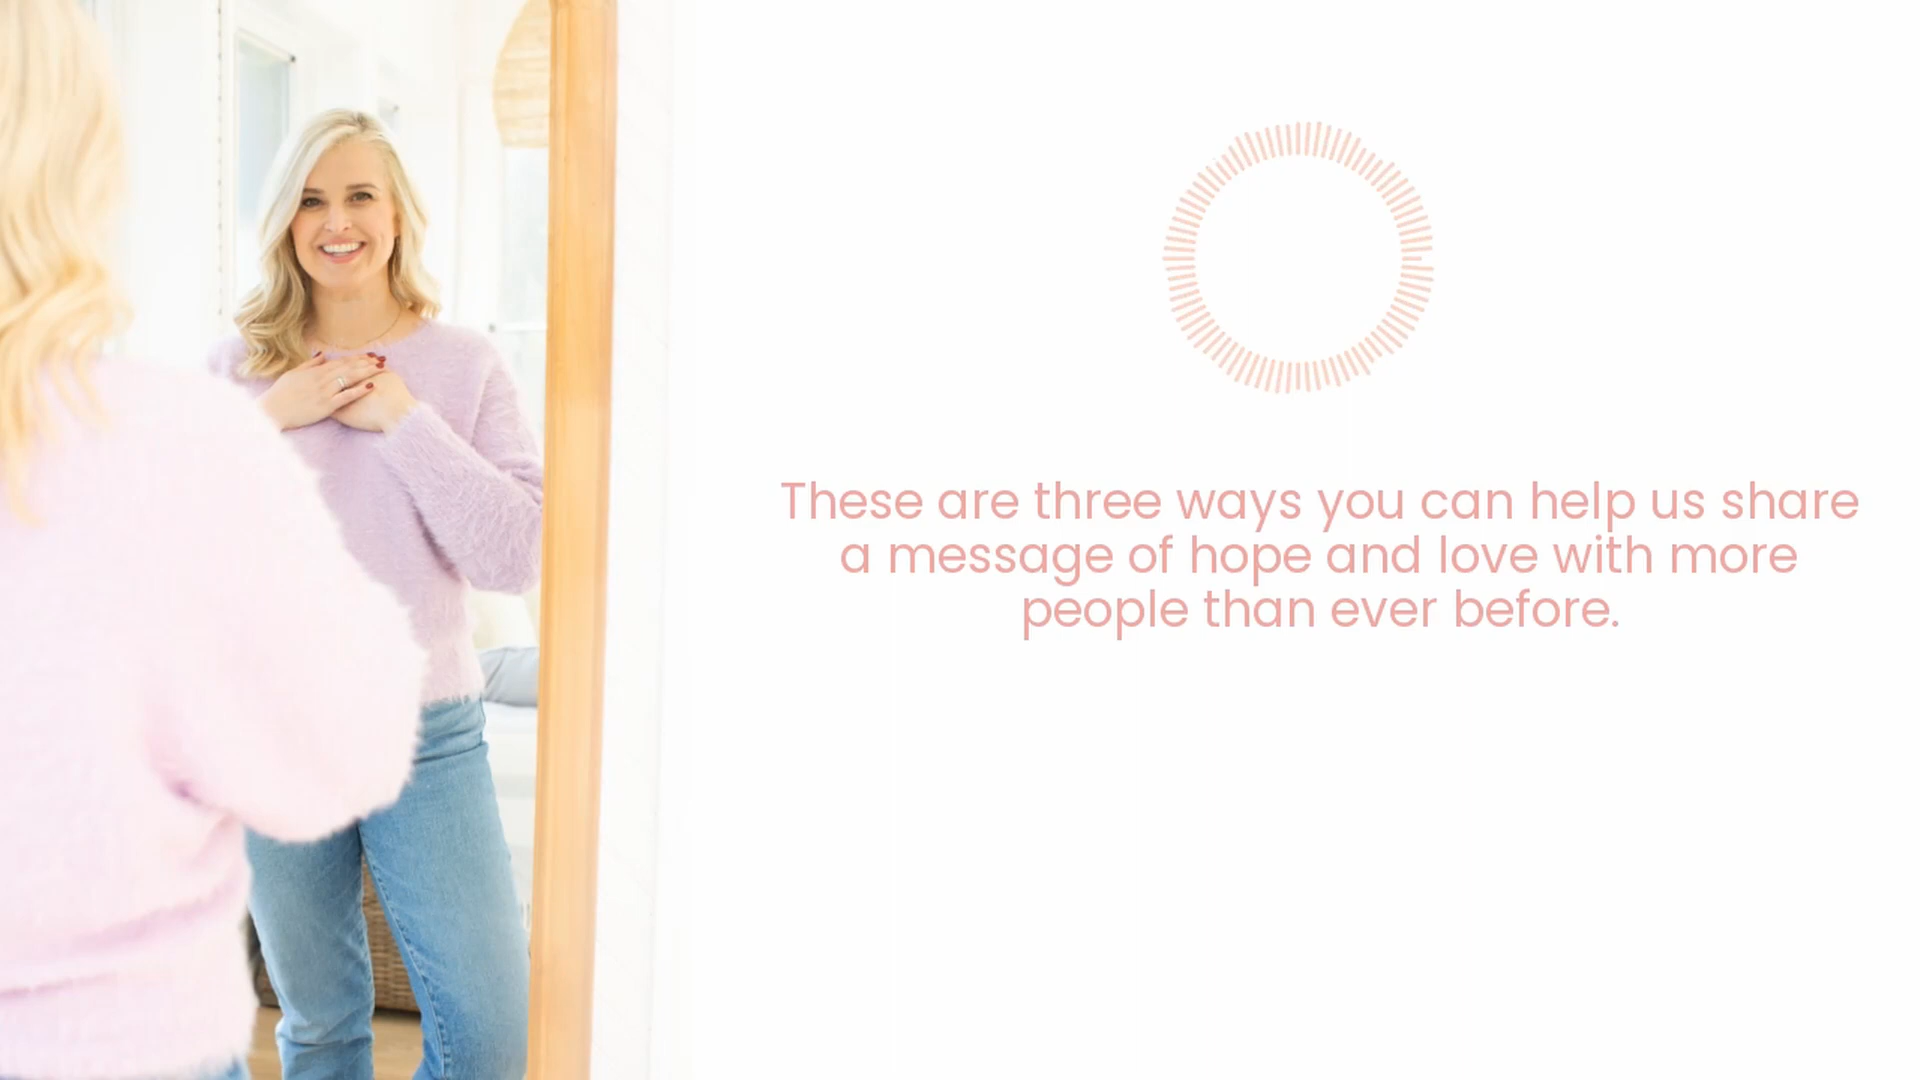 These are three ways you can help us share
a message of hope and love with more
people than ever before.